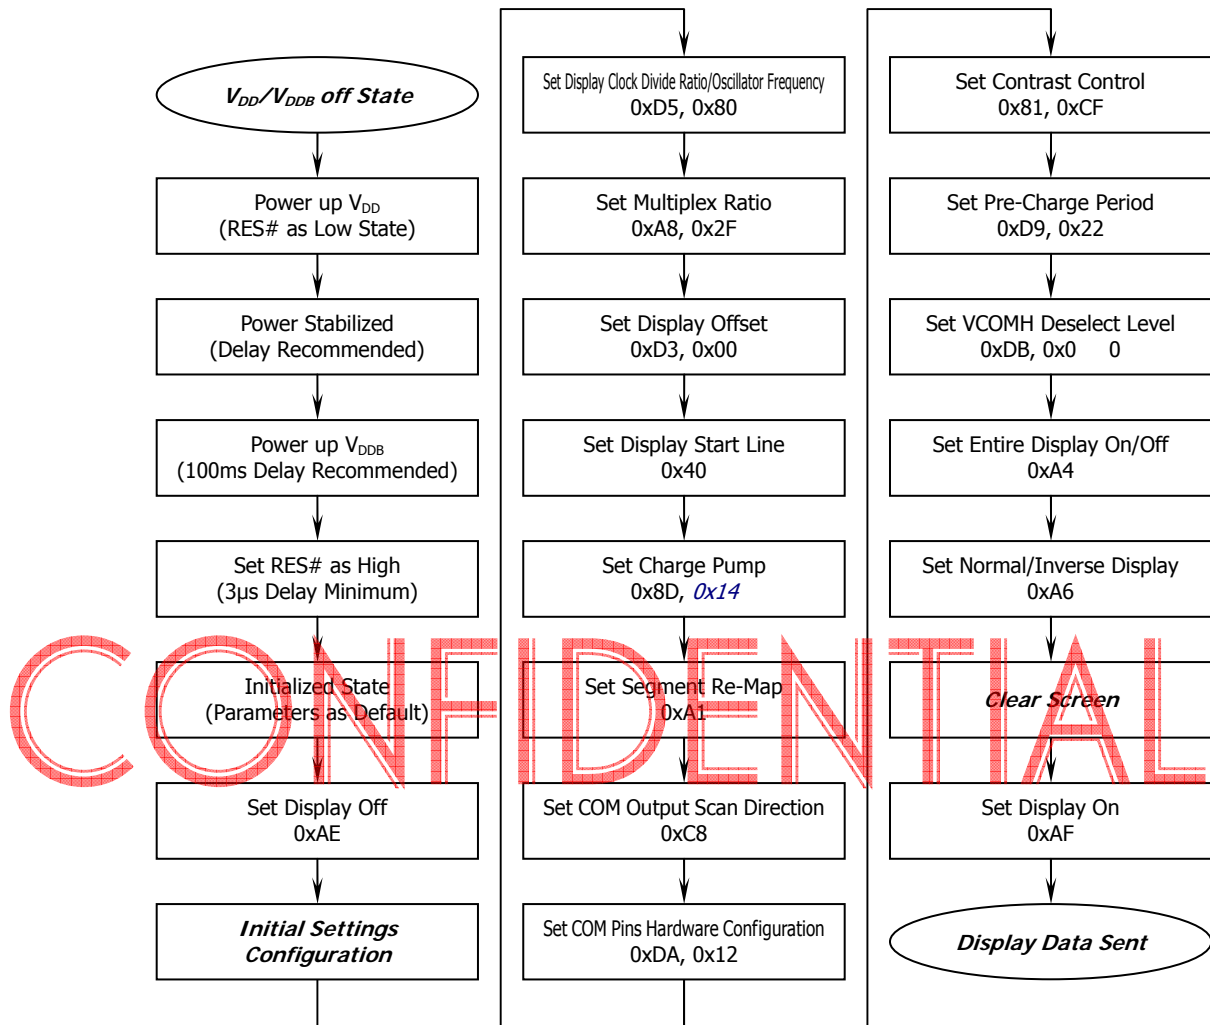 VDD/VDDB off State
Power up VDD
(RES# as Low State)
Power Stabilized
(Delay Recommended)
Power up VDDB
(100ms Delay Recommended)
Set RES# as High
(3µs Delay Minimum)
Initialized State
(Parameters as Default)
Set Display Off
0xAE
Initial Settings
Configuration
Set Display Clock Divide Ratio/Oscillator Frequency
0xD5, 0x80
Set Multiplex Ratio
0xA8, 0x2F
Set Display Offset
0xD3, 0x00
Set Display Start Line
0x40
Set Charge Pump
0x8D, 0x14
Set Segment Re-Map
0xA1
Set COM Output Scan Direction
0xC8
Set COM Pins Hardware Configuration
0xDA, 0x12
Set Contrast Control
0x81, 0xCF
Set Pre-Charge Period
0xD9, 0x22
Set VCOMH Deselect Level
0xDB, 0x0 0
Set Entire Display On/Off
0xA4
Set Normal/Inverse Display
0xA6
Clear Screen
Set Display On
0xAF
Display Data Sent
CONFIDENTIAL